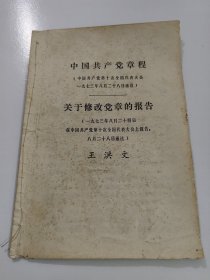 中国共产党章程
（中国共产党第十次全国代表大会
一九七三年八月二十八日通过）
关于修改党章的报告
（一九七三年八月二十四日
在中国共产党第十次全国代表大会上报告，
八月二十八日通过）
王洪文